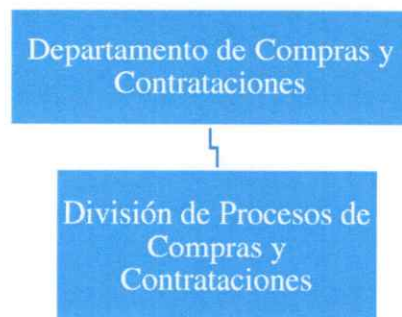 Departamento de Compras y
Contrataciones
División de Procesos de
Compras y
Contrataciones